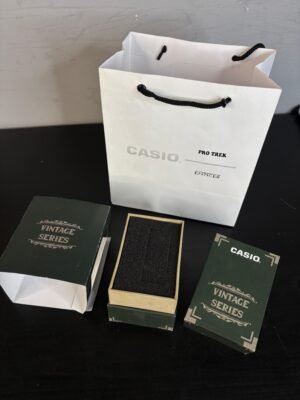 CASIO
PRO TREK
EDIFICE
VINTAGE
SERIES
CASIO
VINTAGE
SERIES